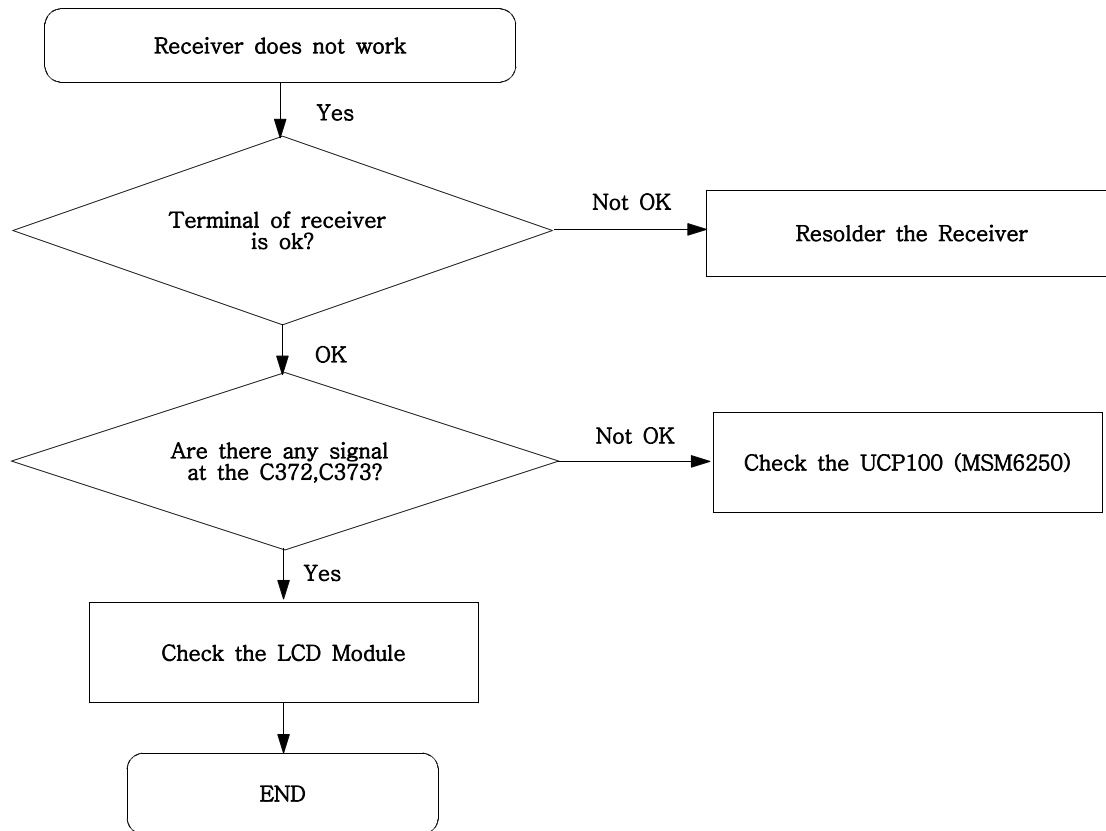 Receiver does not work
Yes
Terminal of receiver
is ok?
Not OK
Resolder the Receiver
OK
Are there any signal
at the C372,C373?
Not OK
Check the UCP100 (MSM6250)
Yes
Check the LCD Module
END